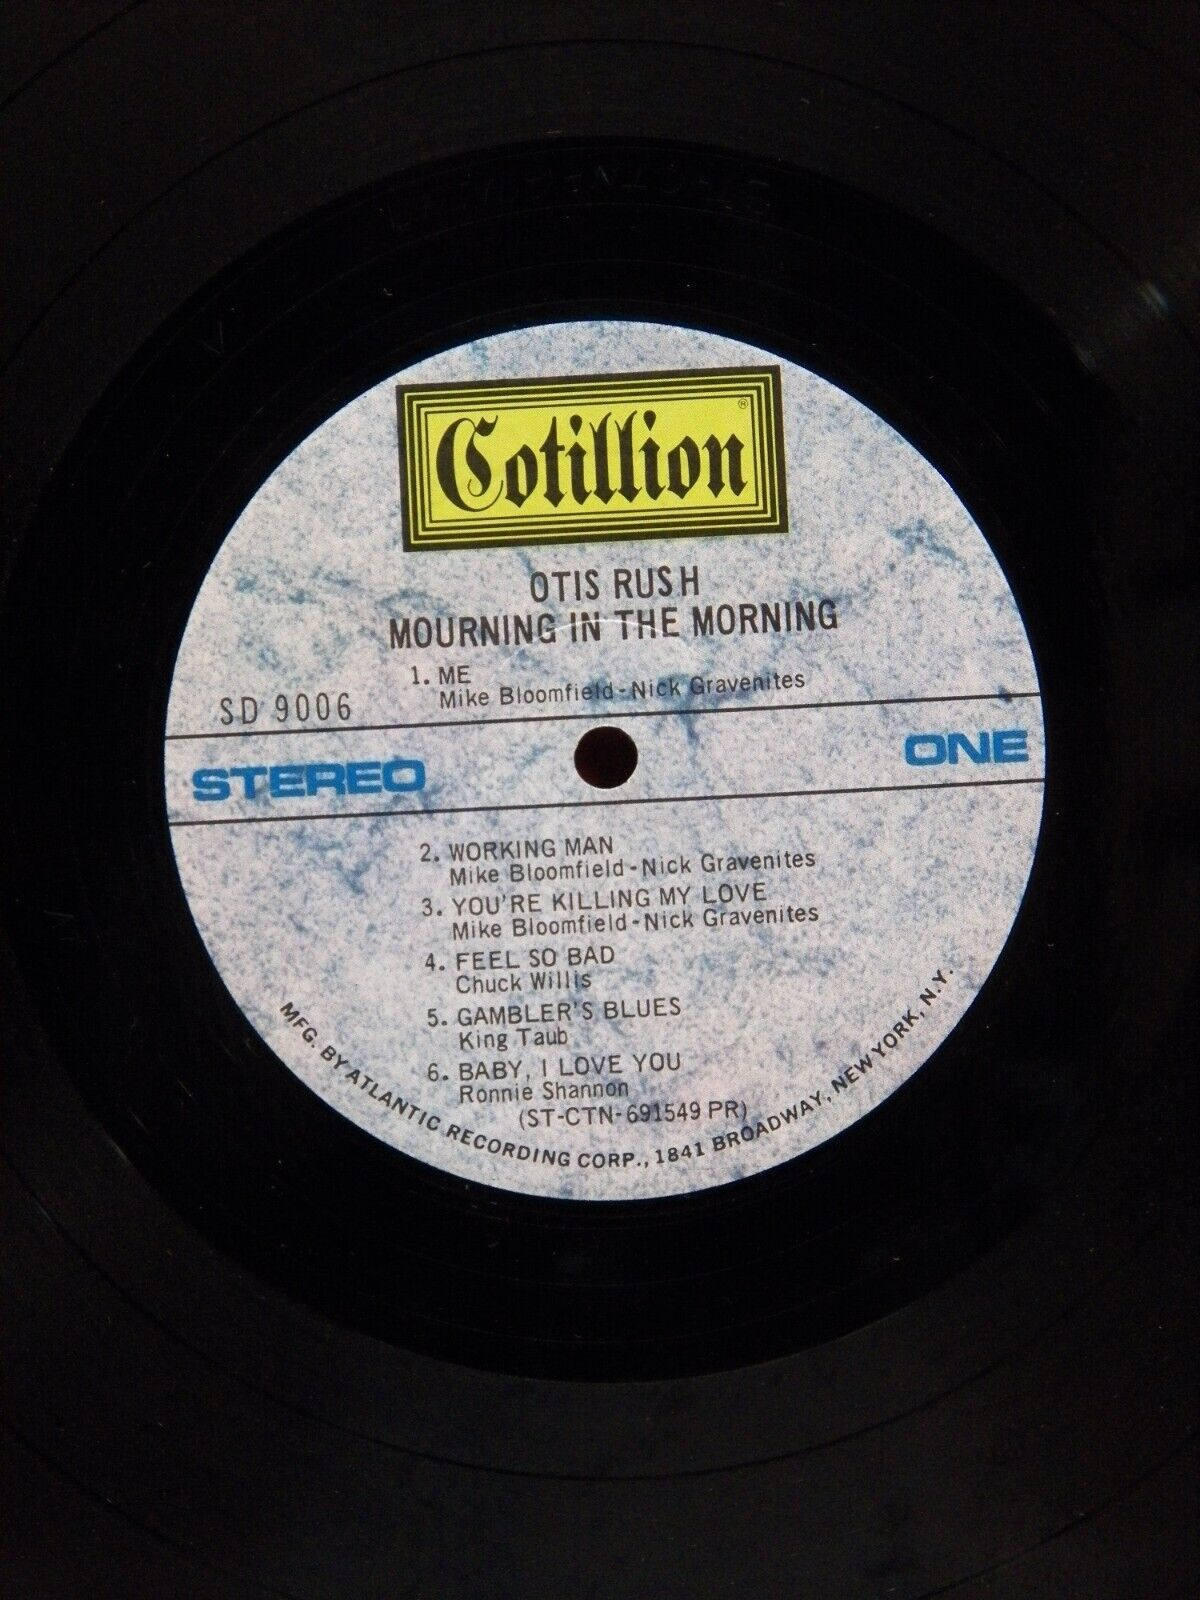 Cotillion ®
OTIS RUSH
MOURNING IN THE MORNING
1. ME
Mike Bloomfield-Nick Gravenites
SD 9006
STEREO
ONE
2. WORKING MAN
Mike Bloomfield-Nick Gravenites
3. YOU'RE KILLING MY LOVE
Mike Bloomfield-Nick Gravenites
4. FEEL SO BAD
Chuck Willis
5. GAMBLER'S BLUES
King Taub
6. BABY, I LOVE YOU
Ronnie Shannon
(ST-CTN-691549 PR)
MFG. BY ATLANTIC RECORDING CORP., 1841 BROADWAY, NEW YORK, N.Y.